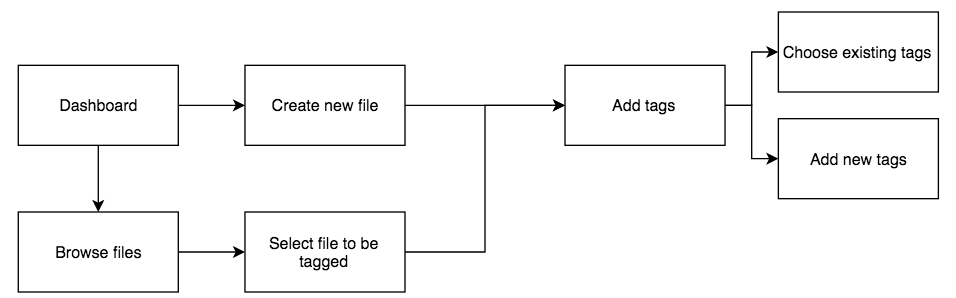 Choose existing tags
Dashboard
Create new file
Add tags
Add new tags
Browse files
Select file to be
tagged